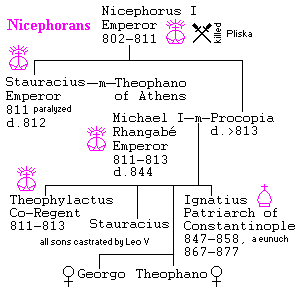 Nicephorans
Nicephorus I
Emperor
802-811
killed
Pliska
Stauracius—m—Theophano
Emperor of Athens
811 paralyzed
d.812
Michael I—m—Procopia
Rhangabé d.>813
Emperor
811-813
d.844
Theophylactus
Co-Regent
811-813
Stauracius
Ignatius
Patriarch of
Constantinople
847-858, a eunuch
867-877
all sons castrated by Leo V
Georgo Theophano